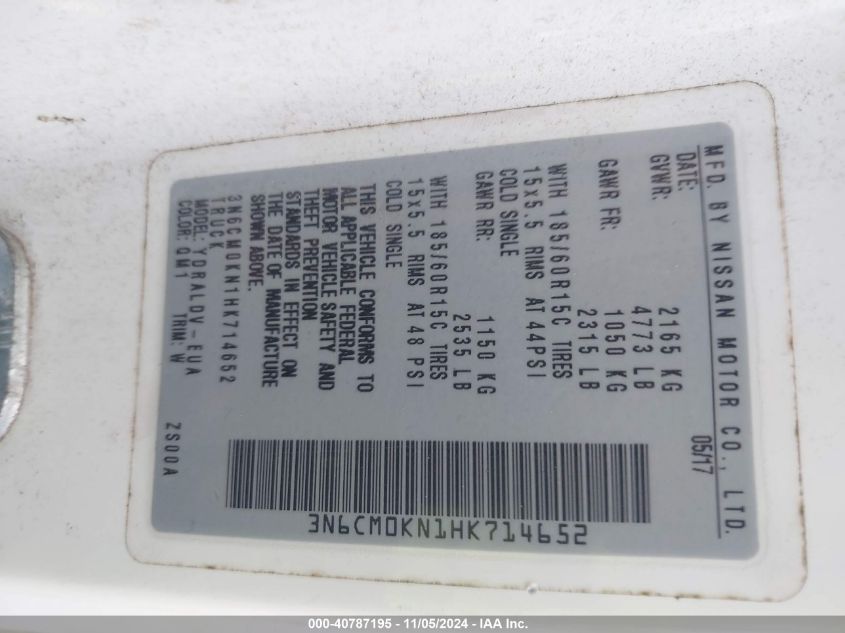 MFD. BY NISSAN MOTOR CO., LTD.
DATE: 05/17
GVWR: 2165 KG
4773 LB
GAWR FR: 1050 KG
2315 LB
WITH 185/60R15C TIRES
15x5.5 RIMS AT 44PSI
COLD SINGLE
GAWR RR: 1150 KG
2535 LB
WITH 185/60R15C TIRES
15x5.5 RIMS AT 48 PSI
COLD SINGLE
THIS VEHICLE CONFORMS TO
ALL APPLICABLE FEDERAL
MOTOR VEHICLE SAFETY AND
THEFT PREVENTION
STANDARDS IN EFFECT ON
THE DATE OF MANUFACTURE
SHOWN ABOVE.
3N6CM0KN1HK714652
TRUCK
MODEL: YDRALDV-EUA
COLOR: QM1 TRIM: W
ZS00A
3N6CM0KN1HK714652
000-40787195 - 11/05/2024 - IAA Inc.